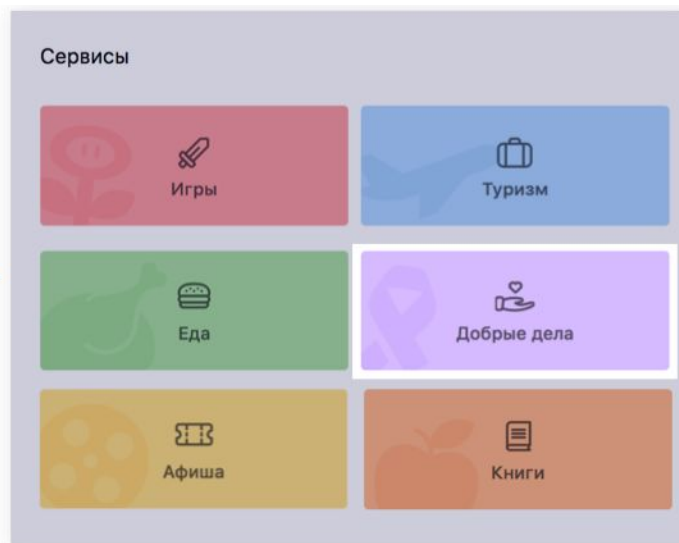 Сервисы
Игры
Туризм
Еда
Добрые дела
Афиша
Книги